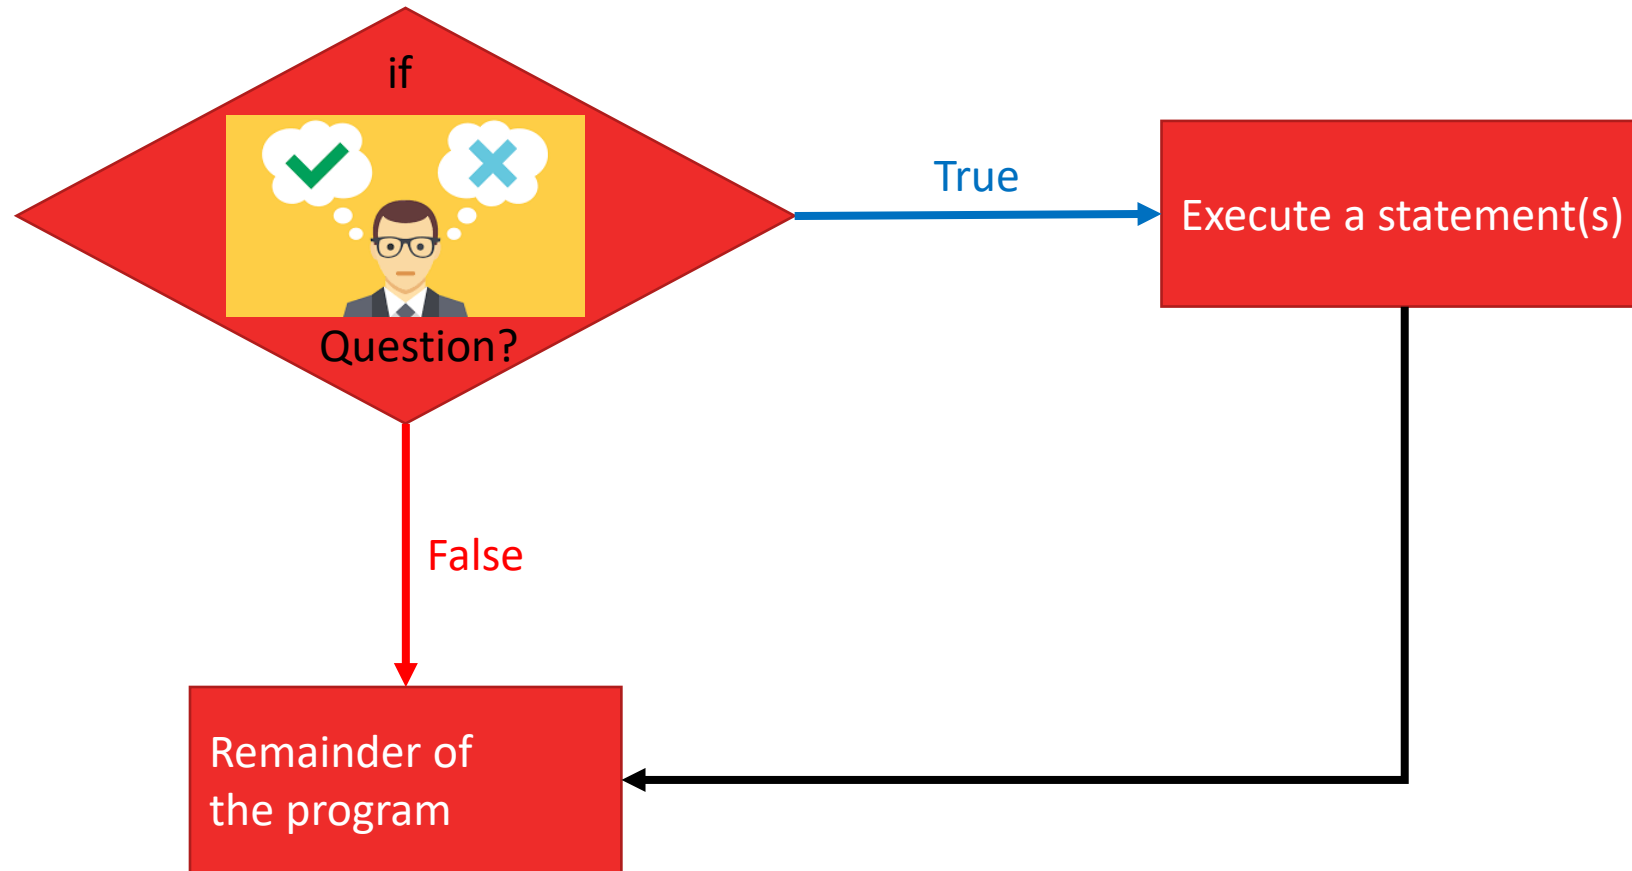 if
Question?
True
Execute a statement(s)
False
Remainder of
the program